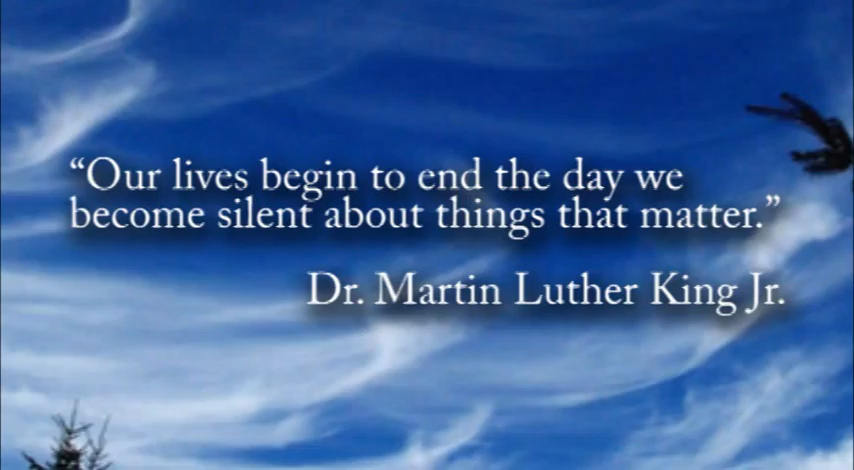 “Our lives begin to end the day we
become silent about things that matter.”
Dr. Martin Luther King Jr.